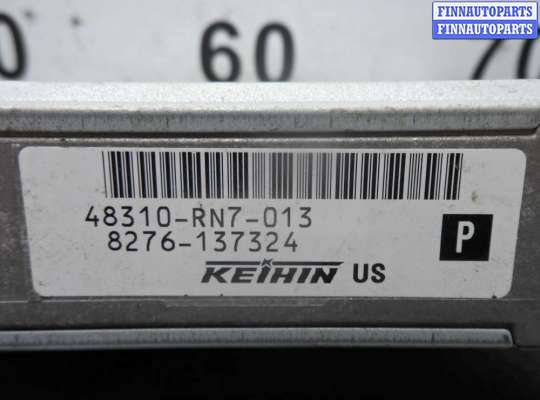 FINNAUTOPARTS
FINNAUTOPARTS
60
48310-RN7-013
8276-137324
P
KEIHIN US